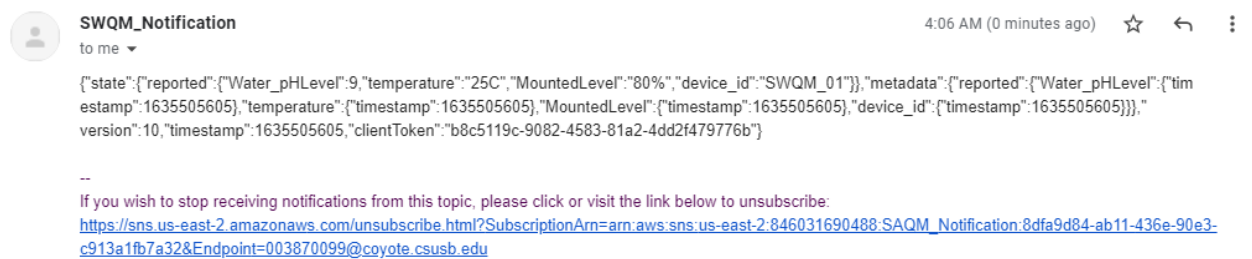 SWQM_Notification
4:06 AM (0 minutes ago)
to me
{"state":{"reported":{"Water_pHLevel":9,"temperature":"25C","MountedLevel":"80%","device_id":"SWQM_01"}},"metadata":{"reported":{"Water_pHLevel":{"tim
estamp":1635505605},"temperature":{"timestamp":1635505605},"MountedLevel":{"timestamp":1635505605},"device_id":{"timestamp":1635505605}}},"
version":10,"timestamp":1635505605,"clientToken":"b8c5119c-9082-4583-81a2-4dd2f479776b"}
--
If you wish to stop receiving notifications from this topic, please click or visit the link below to unsubscribe:
https://sns.us-east-2.amazonaws.com/unsubscribe.html?SubscriptionArn=arn:aws:sns:us-east-2:846031690488:SAQM_Notification:8dfa9d84-ab11-436e-90e3-
c913a1fb7a32&Endpoint=003870099@coyote.csusb.edu